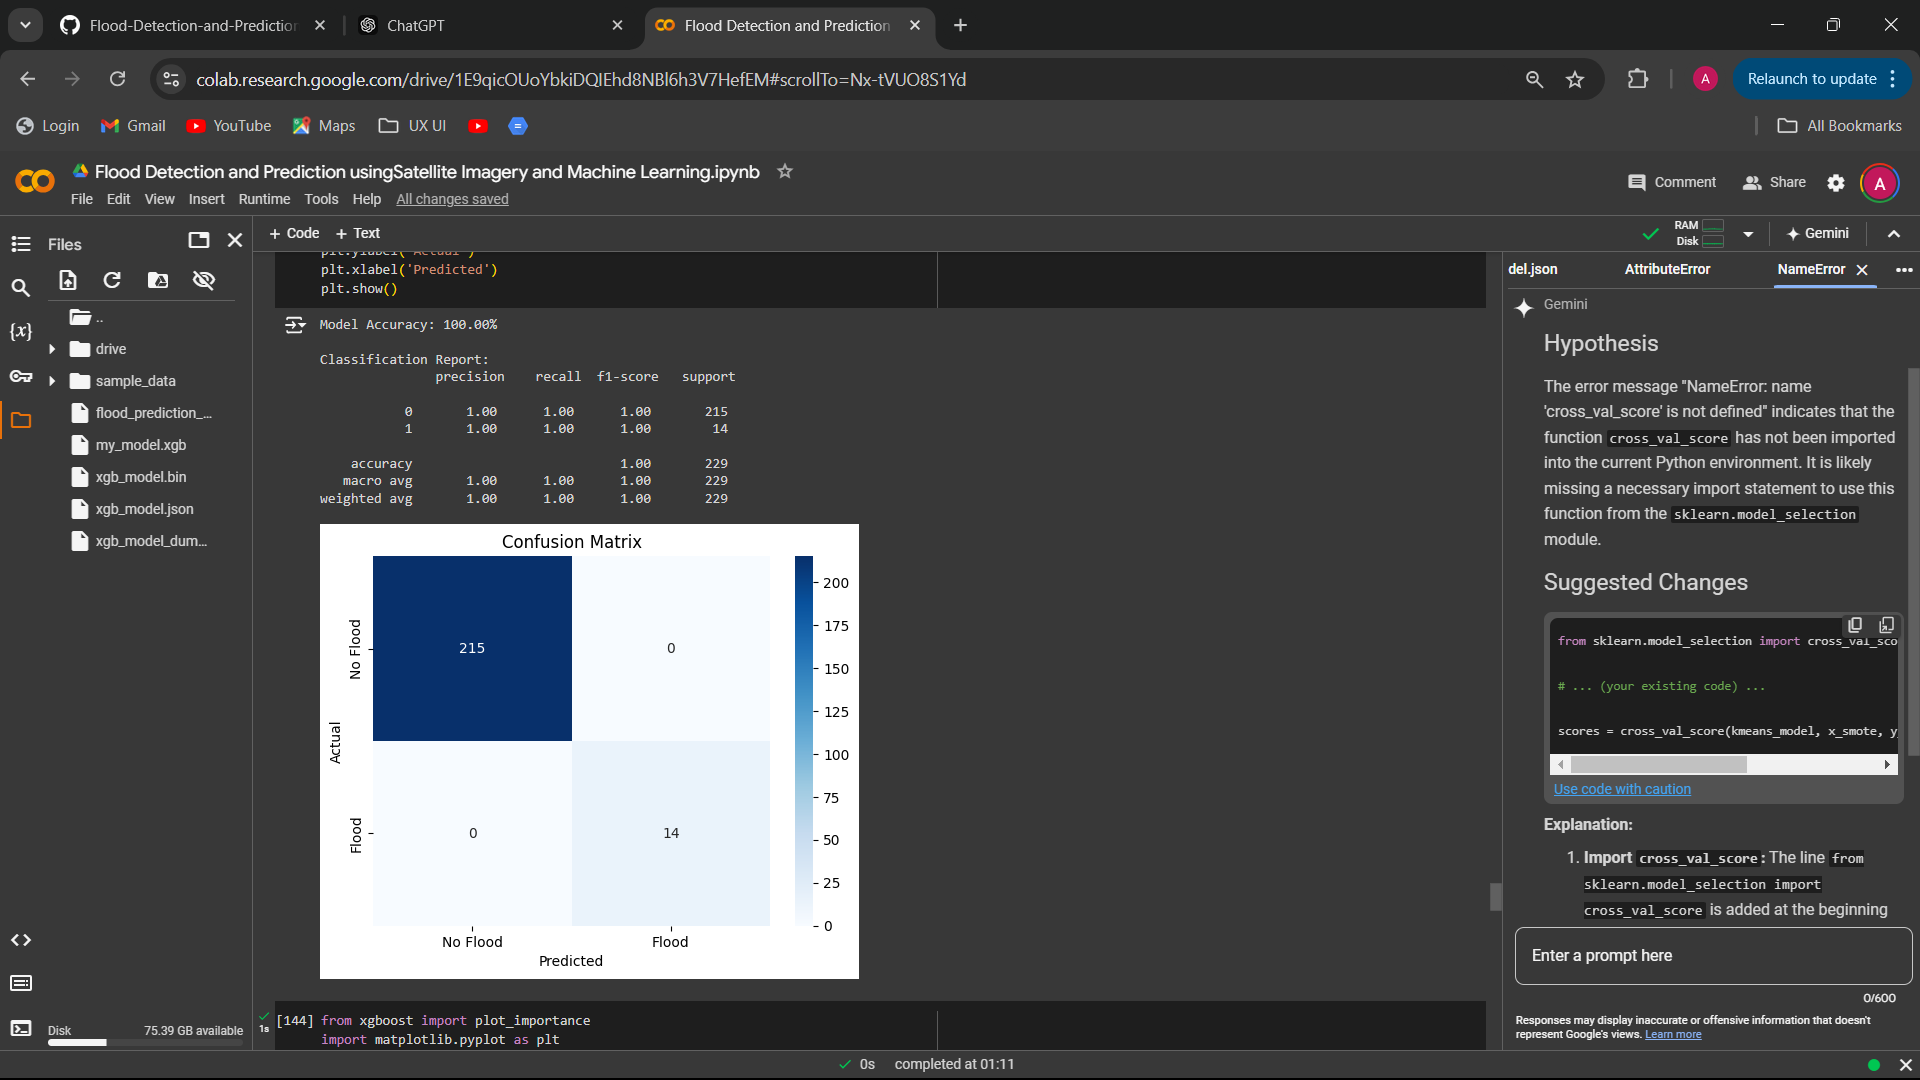 Flood-Detection-and-Prediction
ChatGPT
Flood Detection and Prediction
colab.research.google.com/drive/1E9qicOUoYbkiDQIEhd8NBl6h3V7HefEM#scrollTo=Nx-tVUO8S1Yd
A
Relaunch to update
Login
Gmail
YouTube
Maps
UX UI
All Bookmarks
Flood Detection and Prediction usingSatellite Imagery and Machine Learning.ipynb
File Edit View Insert Runtime Tools Help All changes saved
Comment
Share
A
Files
+ Code + Text
RAM
Disk
Gemini
..
drive
sample_data
flood_prediction_...
my_model.xgb
xgb_model.bin
xgb_model.json
xgb_model_dum...
Disk 75.39 GB available
plt.ylabel('Actual')
plt.xlabel('Predicted')
plt.show()
Model Accuracy: 100.00%
Classification Report:
precision recall f1-score support
0 1.00 1.00 1.00 215
1 1.00 1.00 1.00 14
accuracy 1.00 229
macro avg 1.00 1.00 1.00 229
weighted avg 1.00 1.00 1.00 229
Confusion Matrix
No Flood
Flood
Actual
215
0
0
14
No Flood
Flood
Predicted
200
175
150
125
100
75
50
25
0
1s
[144] from xgboost import plot_importance
import matplotlib.pyplot as plt
del.json
AttributeError
NameError
Gemini
Hypothesis
The error message "NameError: name
'cross_val_score' is not defined" indicates that the
function cross_val_score has not been imported
into the current Python environment. It is likely
missing a necessary import statement to use this
function from the sklearn.model_selection
module.
Suggested Changes
from sklearn.model_selection import cross_val_sco
# ... (your existing code) ...
scores = cross_val_score(kmeans_model, x_smote, y_
Use code with caution
Explanation:
1. Import cross_val_score: The line from
sklearn.model_selection import
cross_val_score is added at the beginning
Enter a prompt here
0/600
Responses may display inaccurate or offensive information that doesn't
represent Google's views. Learn more
0s completed at 01:11